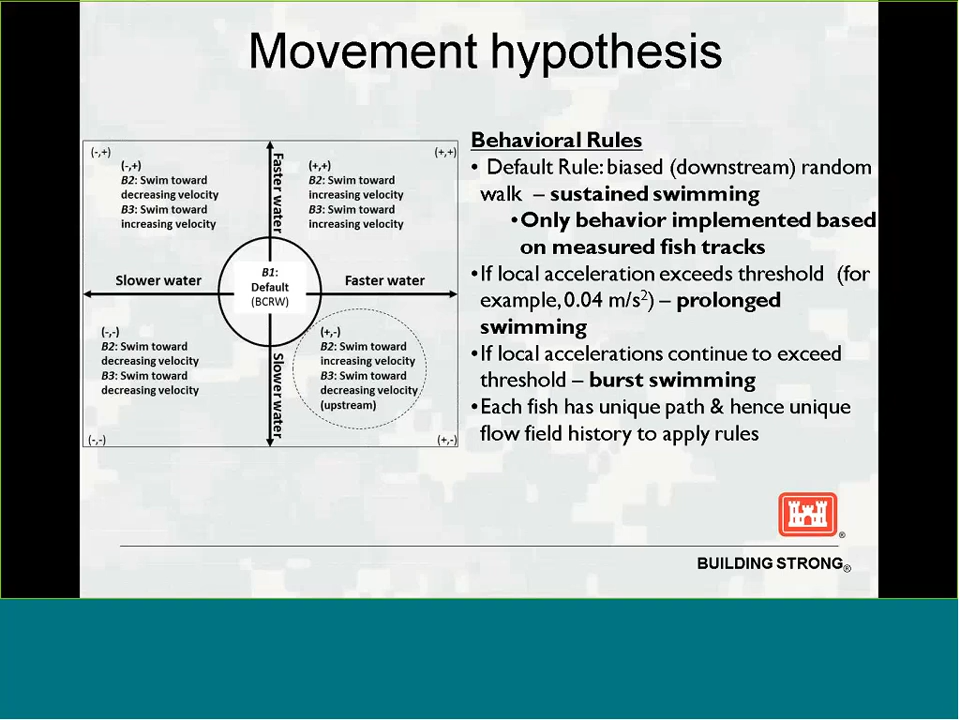 Movement hypothesis
(-,+)
(-,+)
B2: Swim toward
decreasing velocity
B3: Swim toward
increasing velocity
Faster water
(+,+)
(+,+)
B2: Swim toward
increasing velocity
B3: Swim toward
increasing velocity
Slower water
B1:
Default
(BCRW)
Faster water
(-,-)
B2: Swim toward
decreasing velocity
B3: Swim toward
decreasing velocity
(-,-)
Slower water
(+,-)
B2: Swim toward
increasing velocity
B3: Swim toward
decreasing velocity
(upstream)
(+,-)
Behavioral Rules
• Default Rule: biased (downstream) random
walk – sustained swimming
•Only behavior implemented based
on measured fish tracks
•If local acceleration exceeds threshold (for
example, 0.04 m/s²) – prolonged
swimming
•If local accelerations continue to exceed
threshold – burst swimming
•Each fish has unique path & hence unique
flow field history to apply rules
®
BUILDING STRONG®